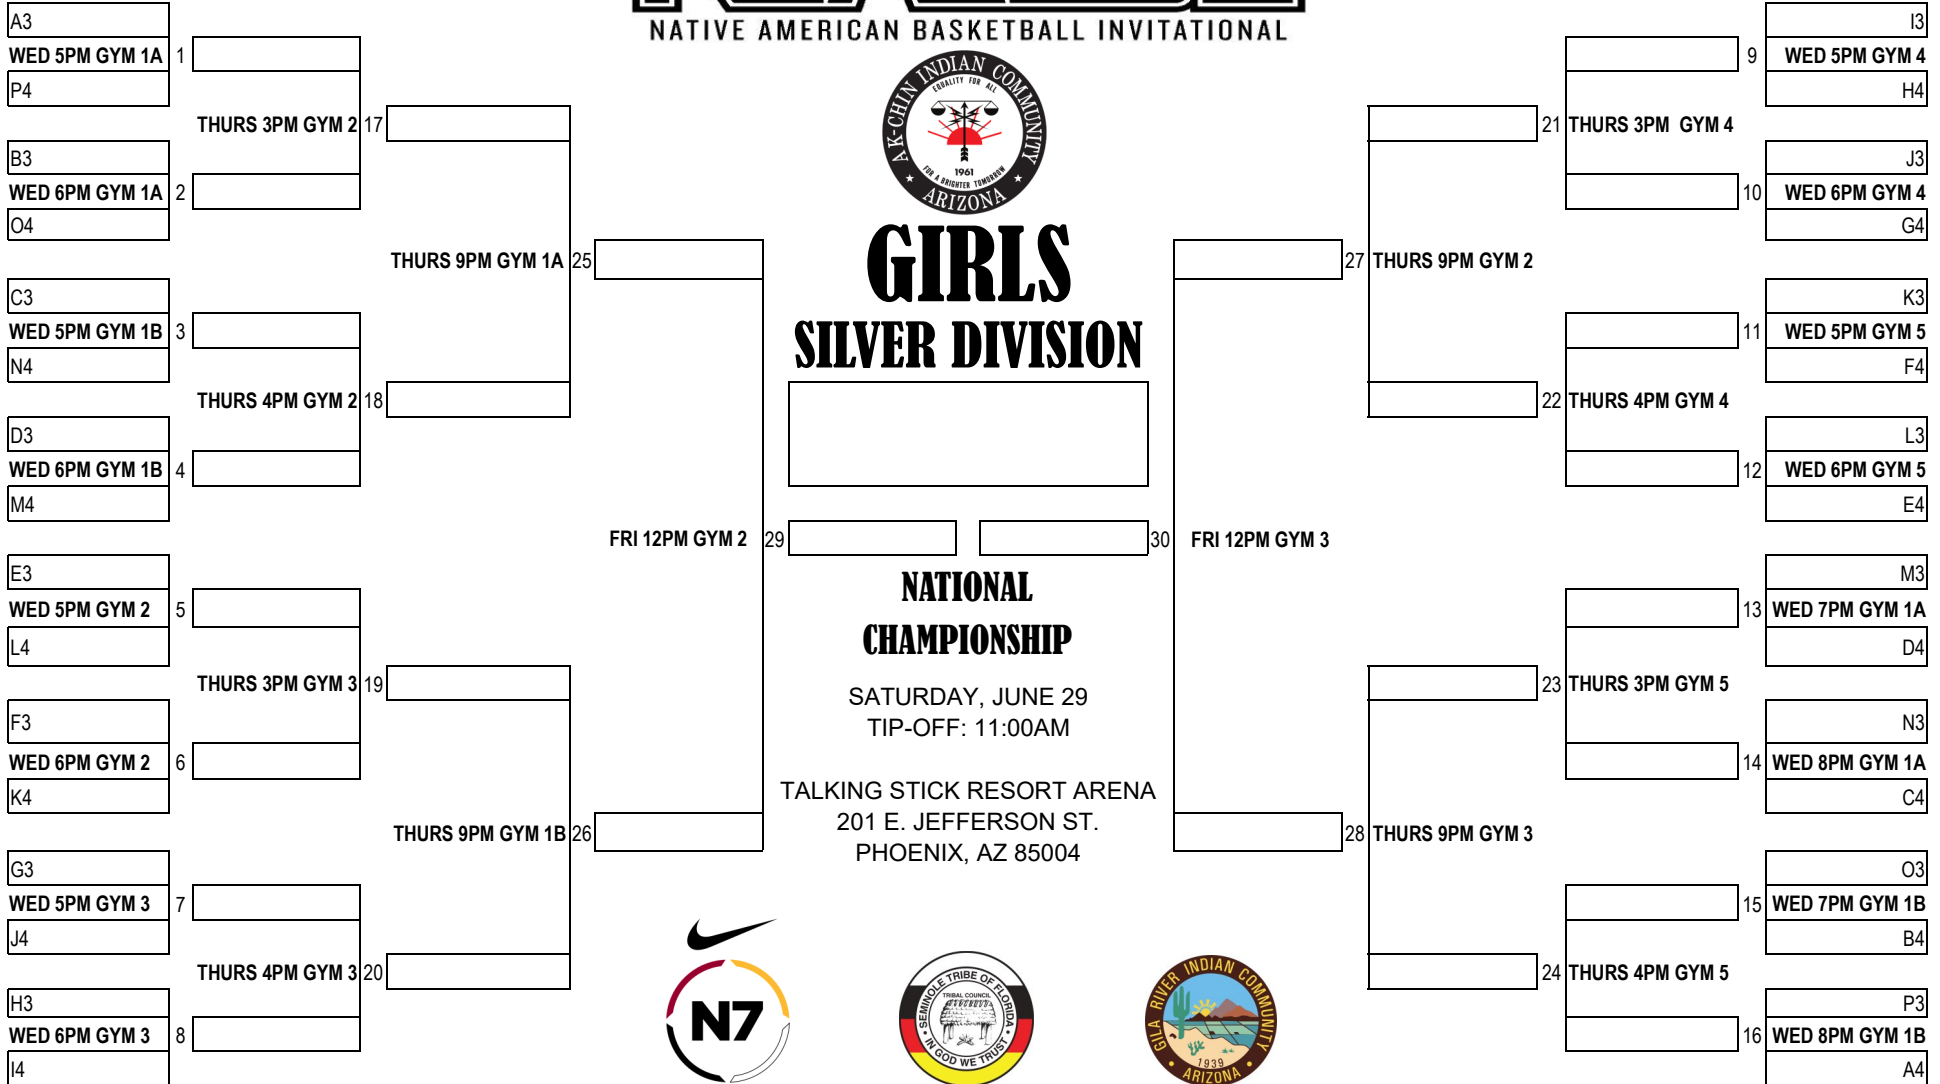 NATIVE AMERICAN BASKETBALL INVITATIONAL
AK-CHIN INDIAN COMMUNITY
EQUALITY FOR ALL
1961
FOR A BRIGHTER TOMORROW
ARIZONA
GIRLS
SILVER DIVISION
A3
WED 5PM GYM 1A 1
P4
THURS 3PM GYM 2 17
B3
WED 6PM GYM 1A 2
O4
THURS 9PM GYM 1A 25
C3
WED 5PM GYM 1B 3
N4
THURS 4PM GYM 2 18
D3
WED 6PM GYM 1B 4
M4
FRI 12PM GYM 2 29
E3
WED 5PM GYM 2 5
L4
THURS 3PM GYM 3 19
F3
WED 6PM GYM 2 6
K4
THURS 9PM GYM 1B 26
G3
WED 5PM GYM 3 7
J4
THURS 4PM GYM 3 20
H3
WED 6PM GYM 3 8
I4
I3
9 WED 5PM GYM 4
H4
21 THURS 3PM  GYM 4
J3
10 WED 6PM GYM 4
G4
27 THURS 9PM GYM 2
K3
11 WED 5PM GYM 5
F4
22 THURS 4PM GYM 4
L3
12 WED 6PM GYM 5
E4
30 FRI 12PM GYM 3
M3
13 WED 7PM GYM 1A
D4
23 THURS 3PM GYM 5
N3
14 WED 8PM GYM 1A
C4
28 THURS 9PM GYM 3
O3
15 WED 7PM GYM 1B
B4
24 THURS 4PM GYM 5
P3
16 WED 8PM GYM 1B
A4
NATIONAL
CHAMPIONSHIP
SATURDAY, JUNE 29
TIP-OFF: 11:00AM
TALKING STICK RESORT ARENA
201 E. JEFFERSON ST.
PHOENIX, AZ 85004
N7
SEMINOLE TRIBE OF FLORIDA
TRIBAL COUNCIL
IN GOD WE TRUST
GILA RIVER INDIAN COMMUNITY
1939
ARIZONA